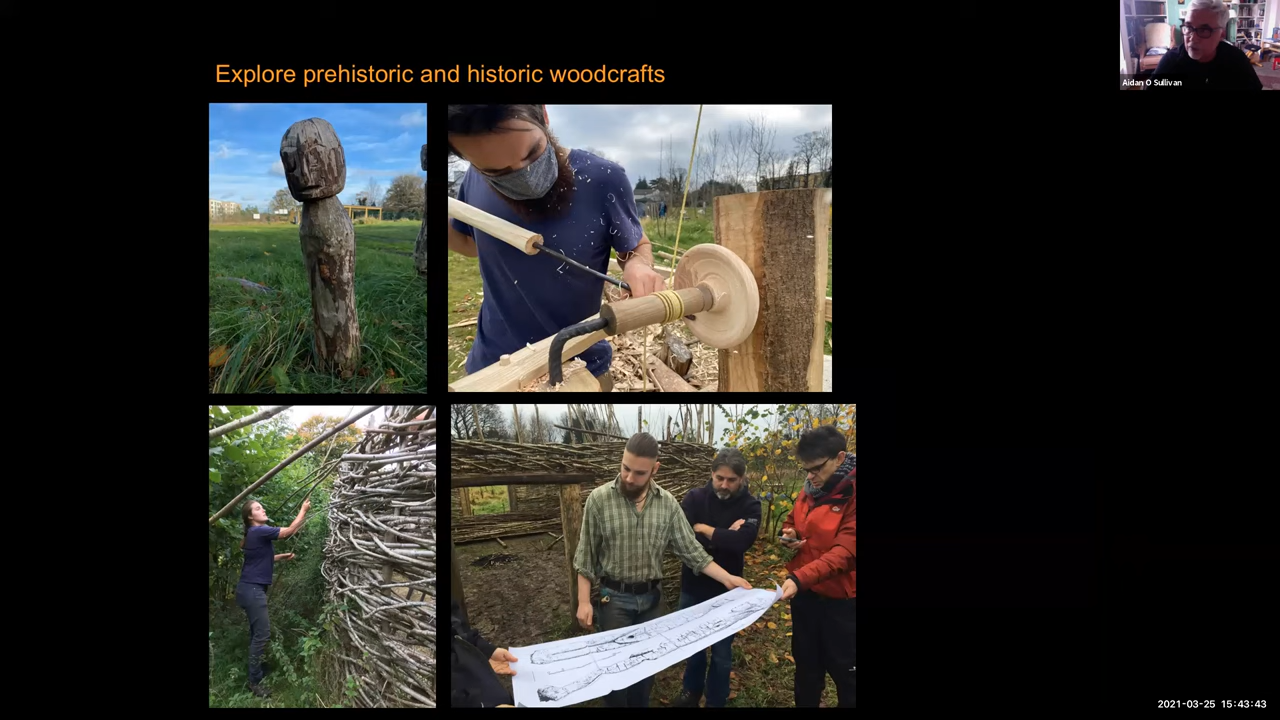 Explore prehistoric and historic woodcrafts
Aidan O Sullivan
2021-03-25 15:43:43